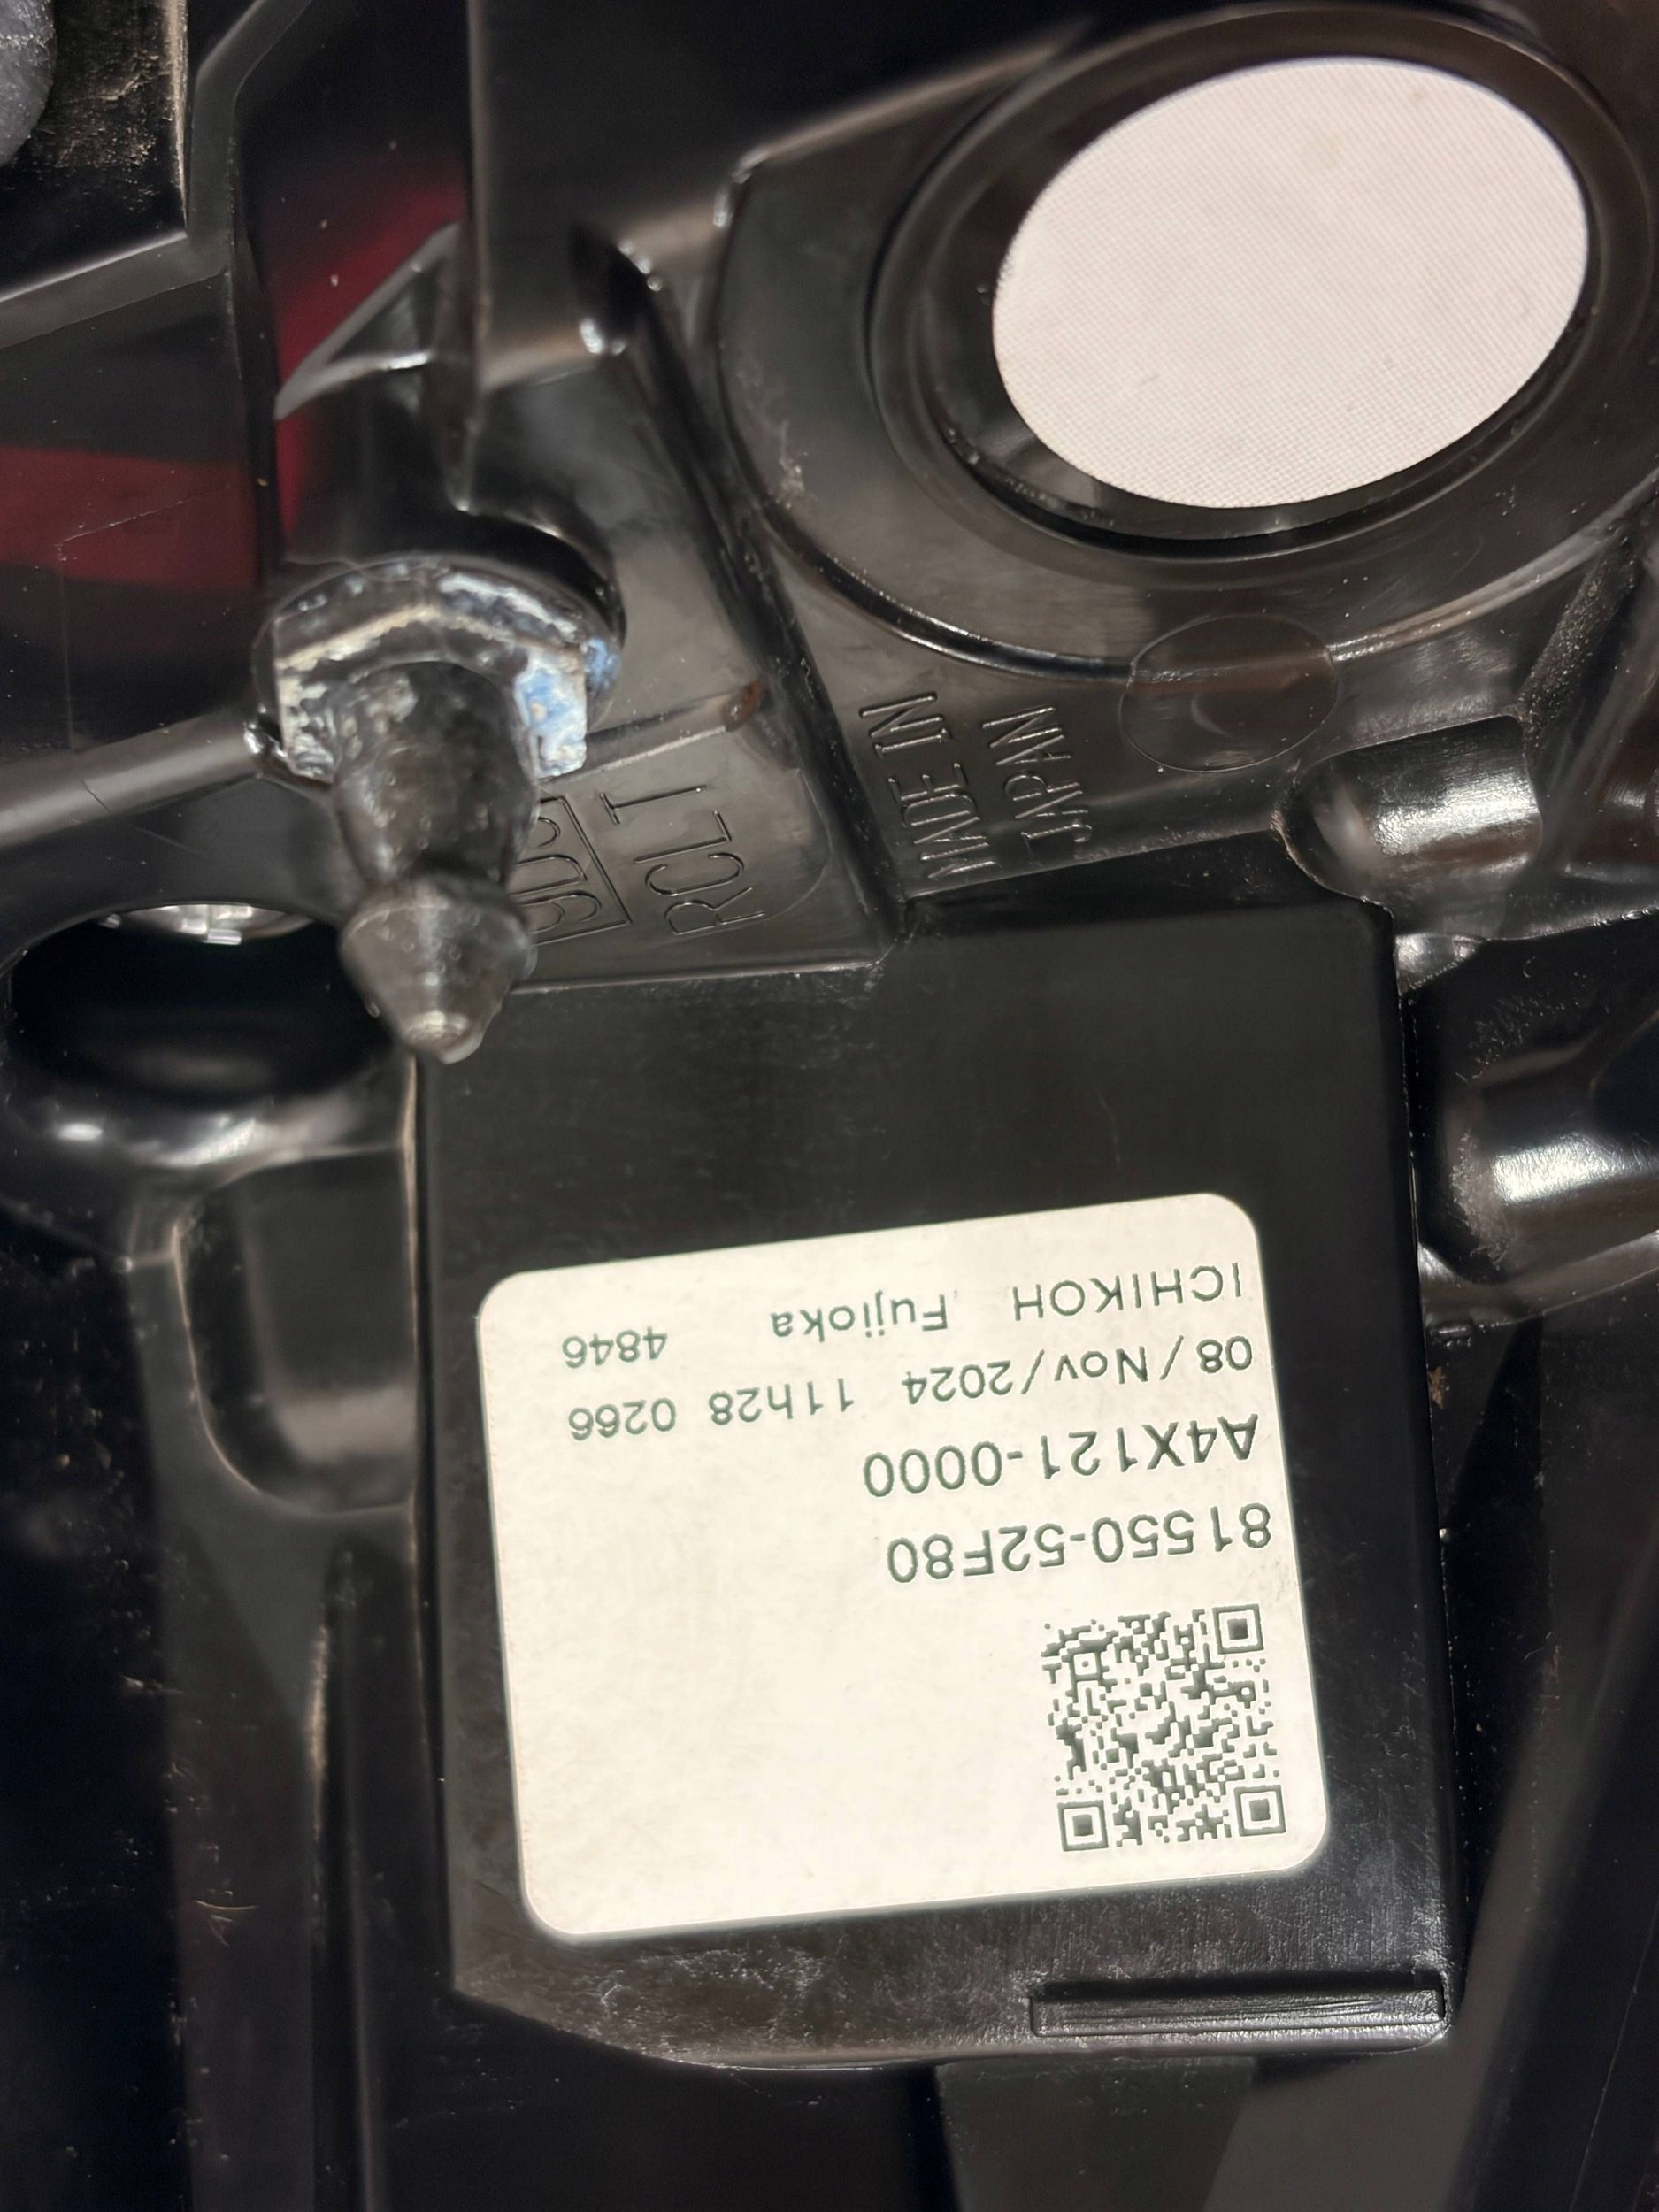 ICHIKOH Fujioka 4846
08/Nov/2024 11h28 0266
A4X121-0000
81550-52F80
MADE IN
JAPAN
RCLT